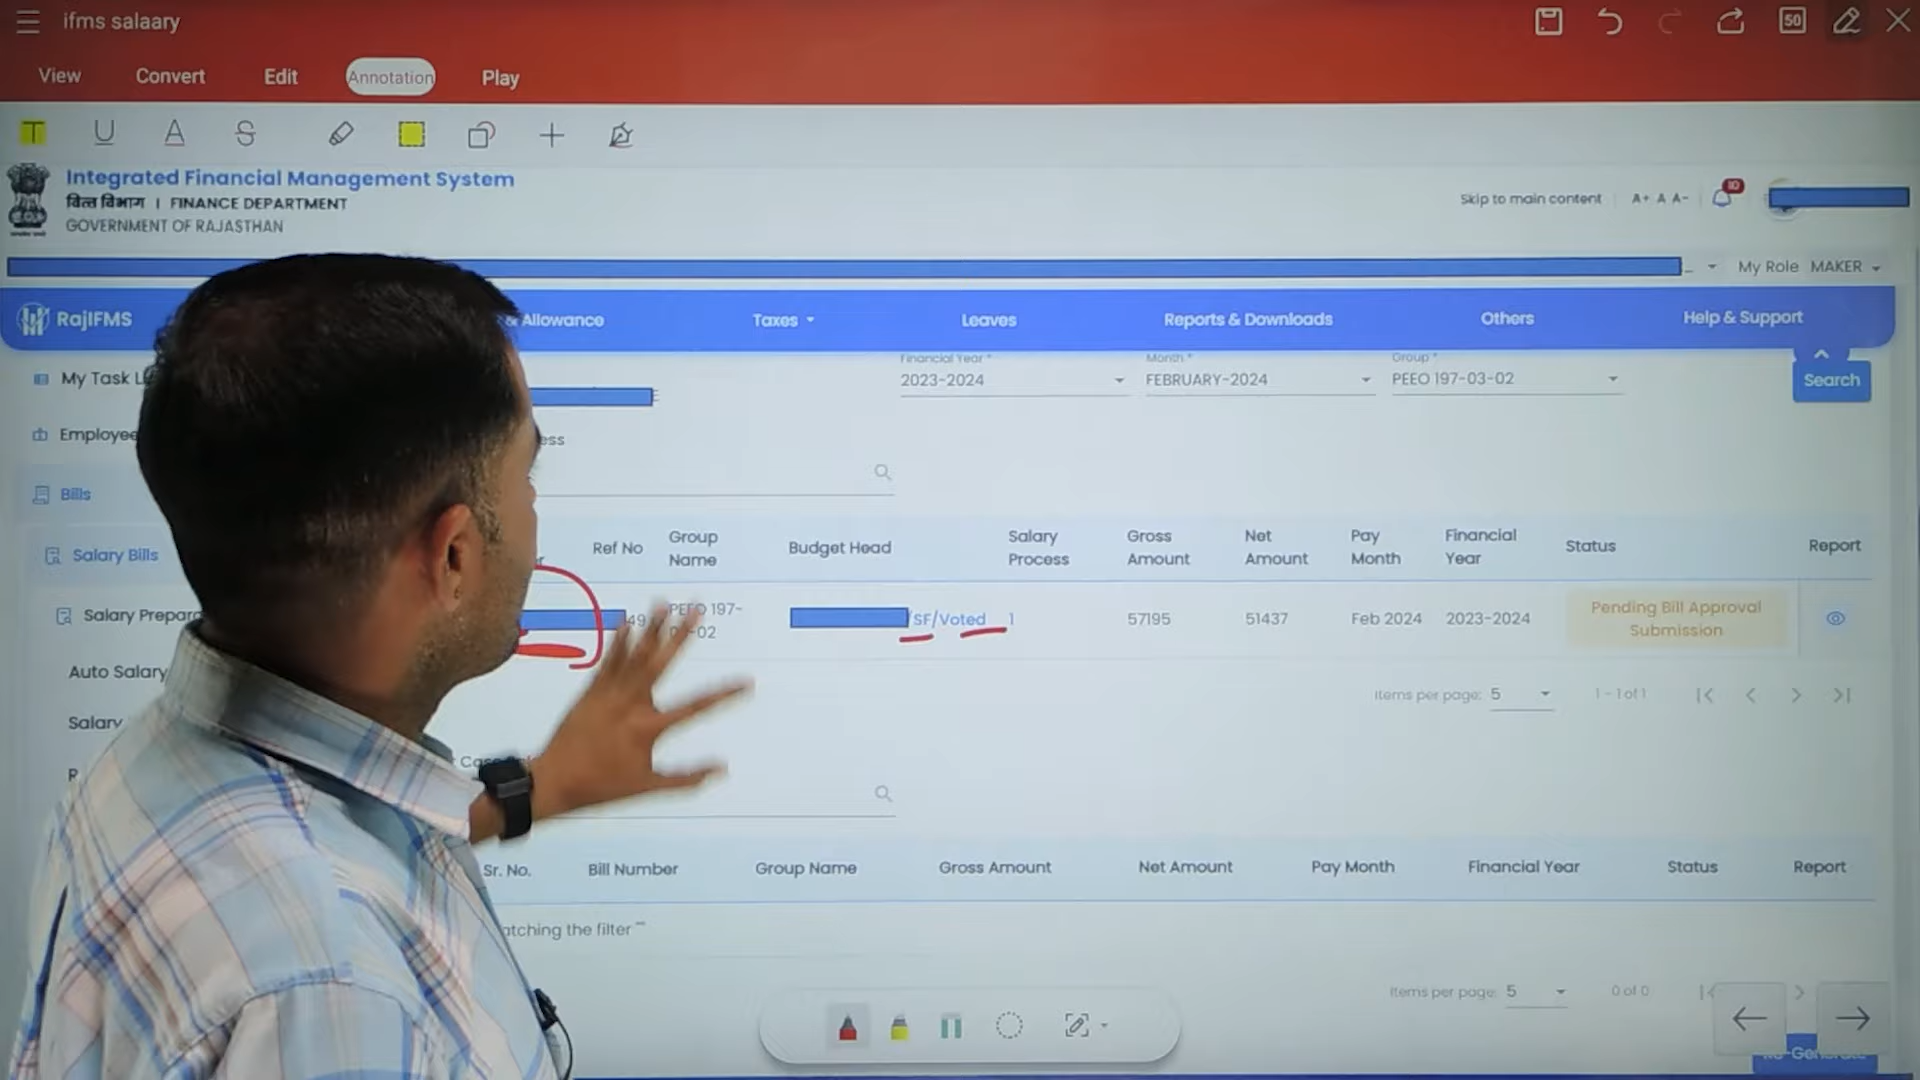 ifms salaary
50
View Convert Edit Annotation Play
T U A S
Integrated Financial Management System
वित्त विभाग | FINANCE DEPARTMENT
GOVERNMENT OF RAJASTHAN
Skip to main content A+ A A- 10
My Role MAKER
RajIFMS & Allowance Taxes Leaves Reports & Downloads Others Help & Support
My Task
Employee
Bills
Salary Bills
Salary
Auto Salary
Salary
Financial Year * Month * Group *
2023-2024 FEBRUARY-2024 PEEO 197-03-02 Search
Ref No Group Name Budget Head Salary Process Gross Amount Net Amount Pay Month Financial Year Status Report
49 PEEO 197- -02 /SF/Voted 1 57195 51437 Feb 2024 2023-2024 Pending Bill Approval Submission
Items per page: 5 1 - 1 of 1
Sr. No. Bill Number Group Name Gross Amount Net Amount Pay Month Financial Year Status Report
the filter ""
Items per page: 5 0 of 0